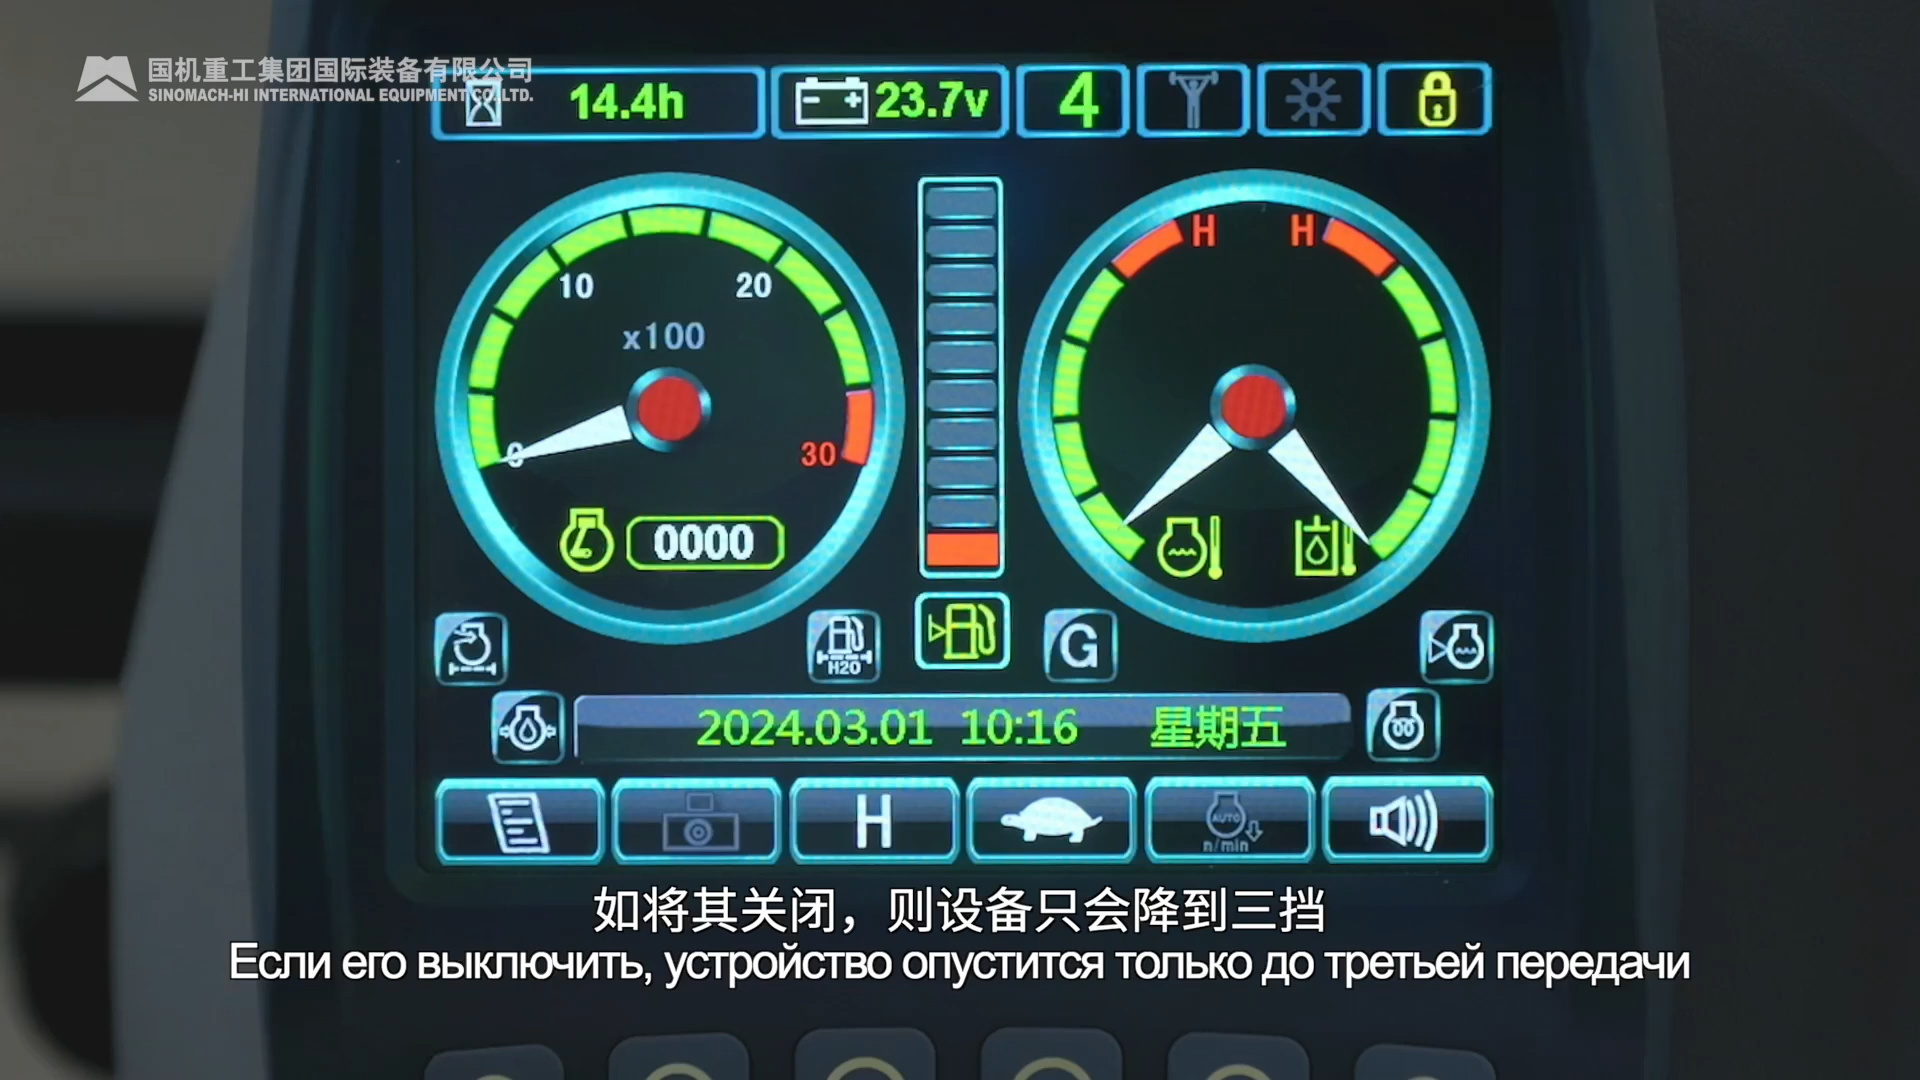 国机重工集团国际装备有限公司
SINOMACH-HI INTERNATIONAL EQUIPMENT CO.,LTD.
14.4h
23.7v
4
10
20
x100
0
30
0000
H
H
H2O
G
2024.03.01 10:16 星期五
H
AUTO
n/min
如将其关闭，则设备只会降到三挡
Если его выключить, устройство опустится только до третьей передачи